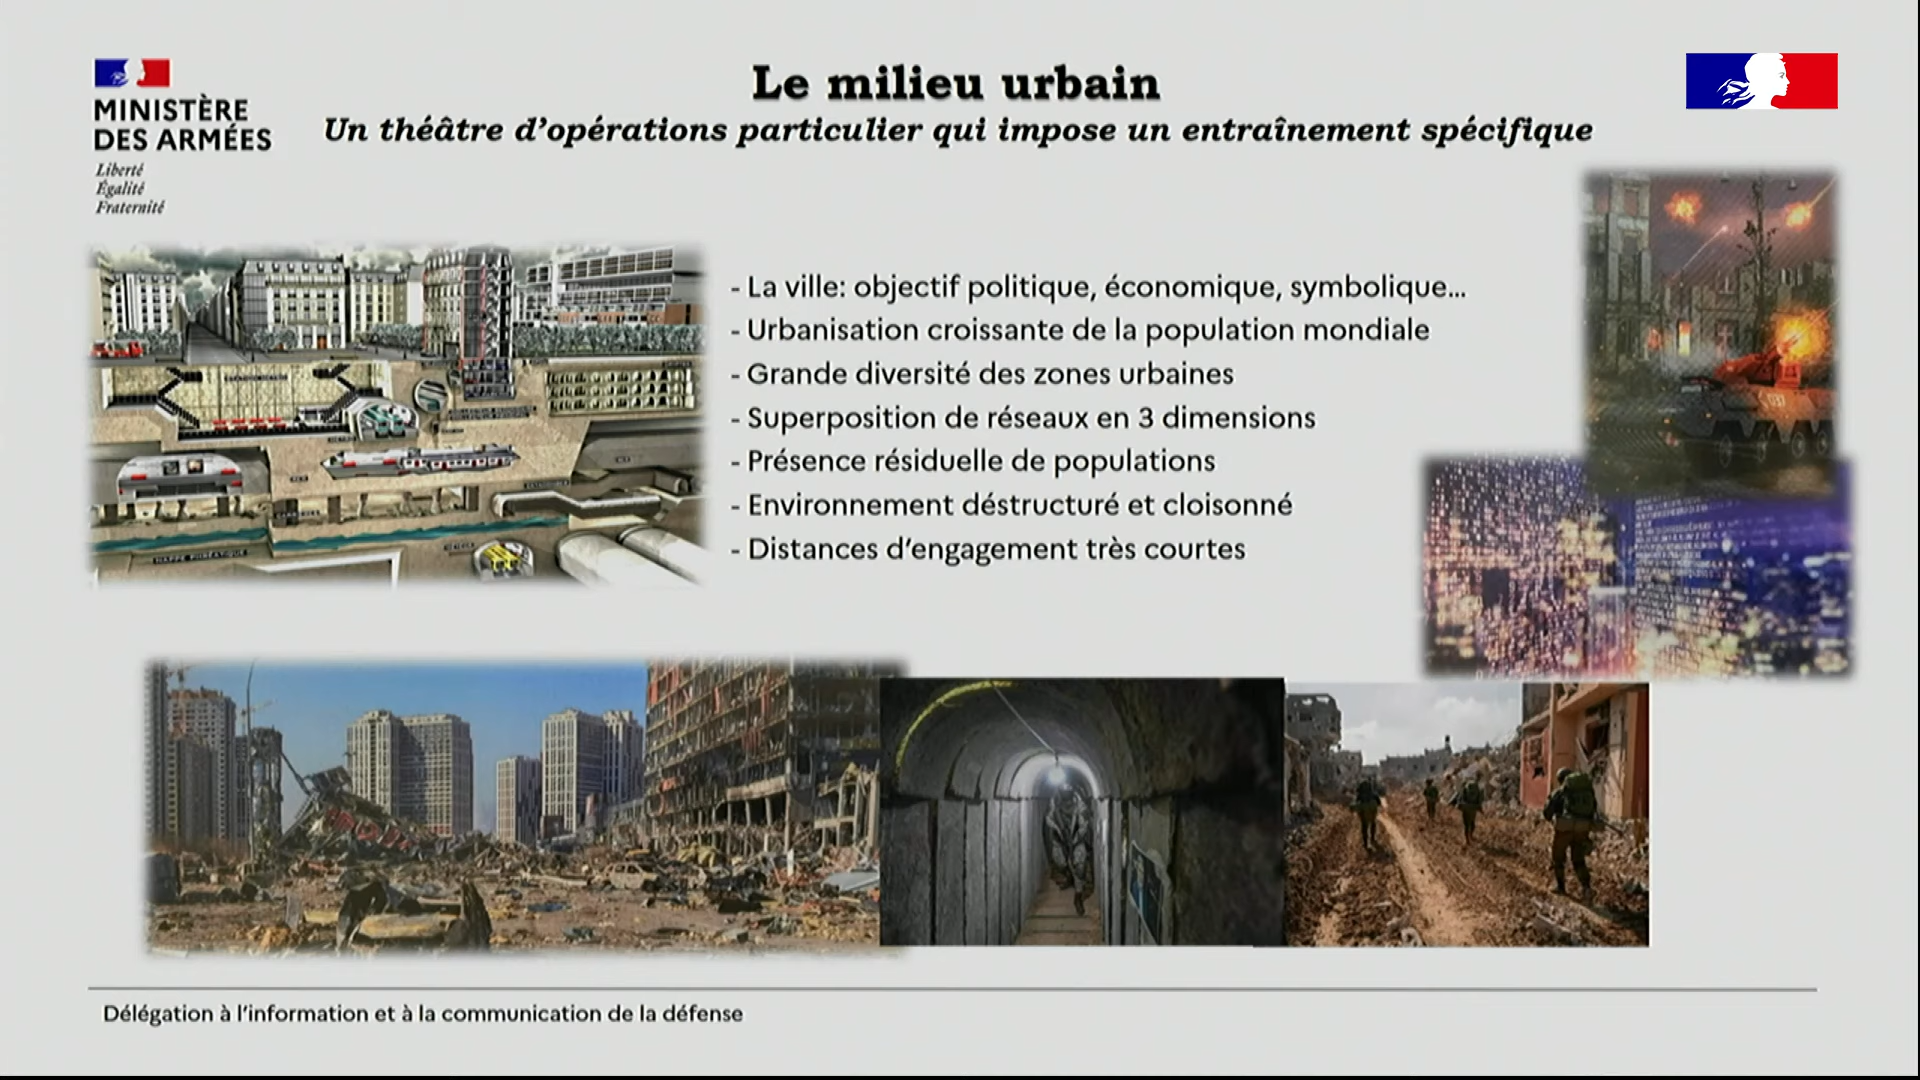 MINISTÈRE
DES ARMÉES
Liberté
Égalité
Fraternité
Le milieu urbain
Un théâtre d’opérations particulier qui impose un entraînement spécifique
- La ville: objectif politique, économique, symbolique...
- Urbanisation croissante de la population mondiale
- Grande diversité des zones urbaines
- Superposition de réseaux en 3 dimensions
- Présence résiduelle de populations
- Environnement déstructuré et cloisonné
- Distances d’engagement très courtes
NAPPE PHRÉATIQUE
Délégation à l’information et à la communication de la défense